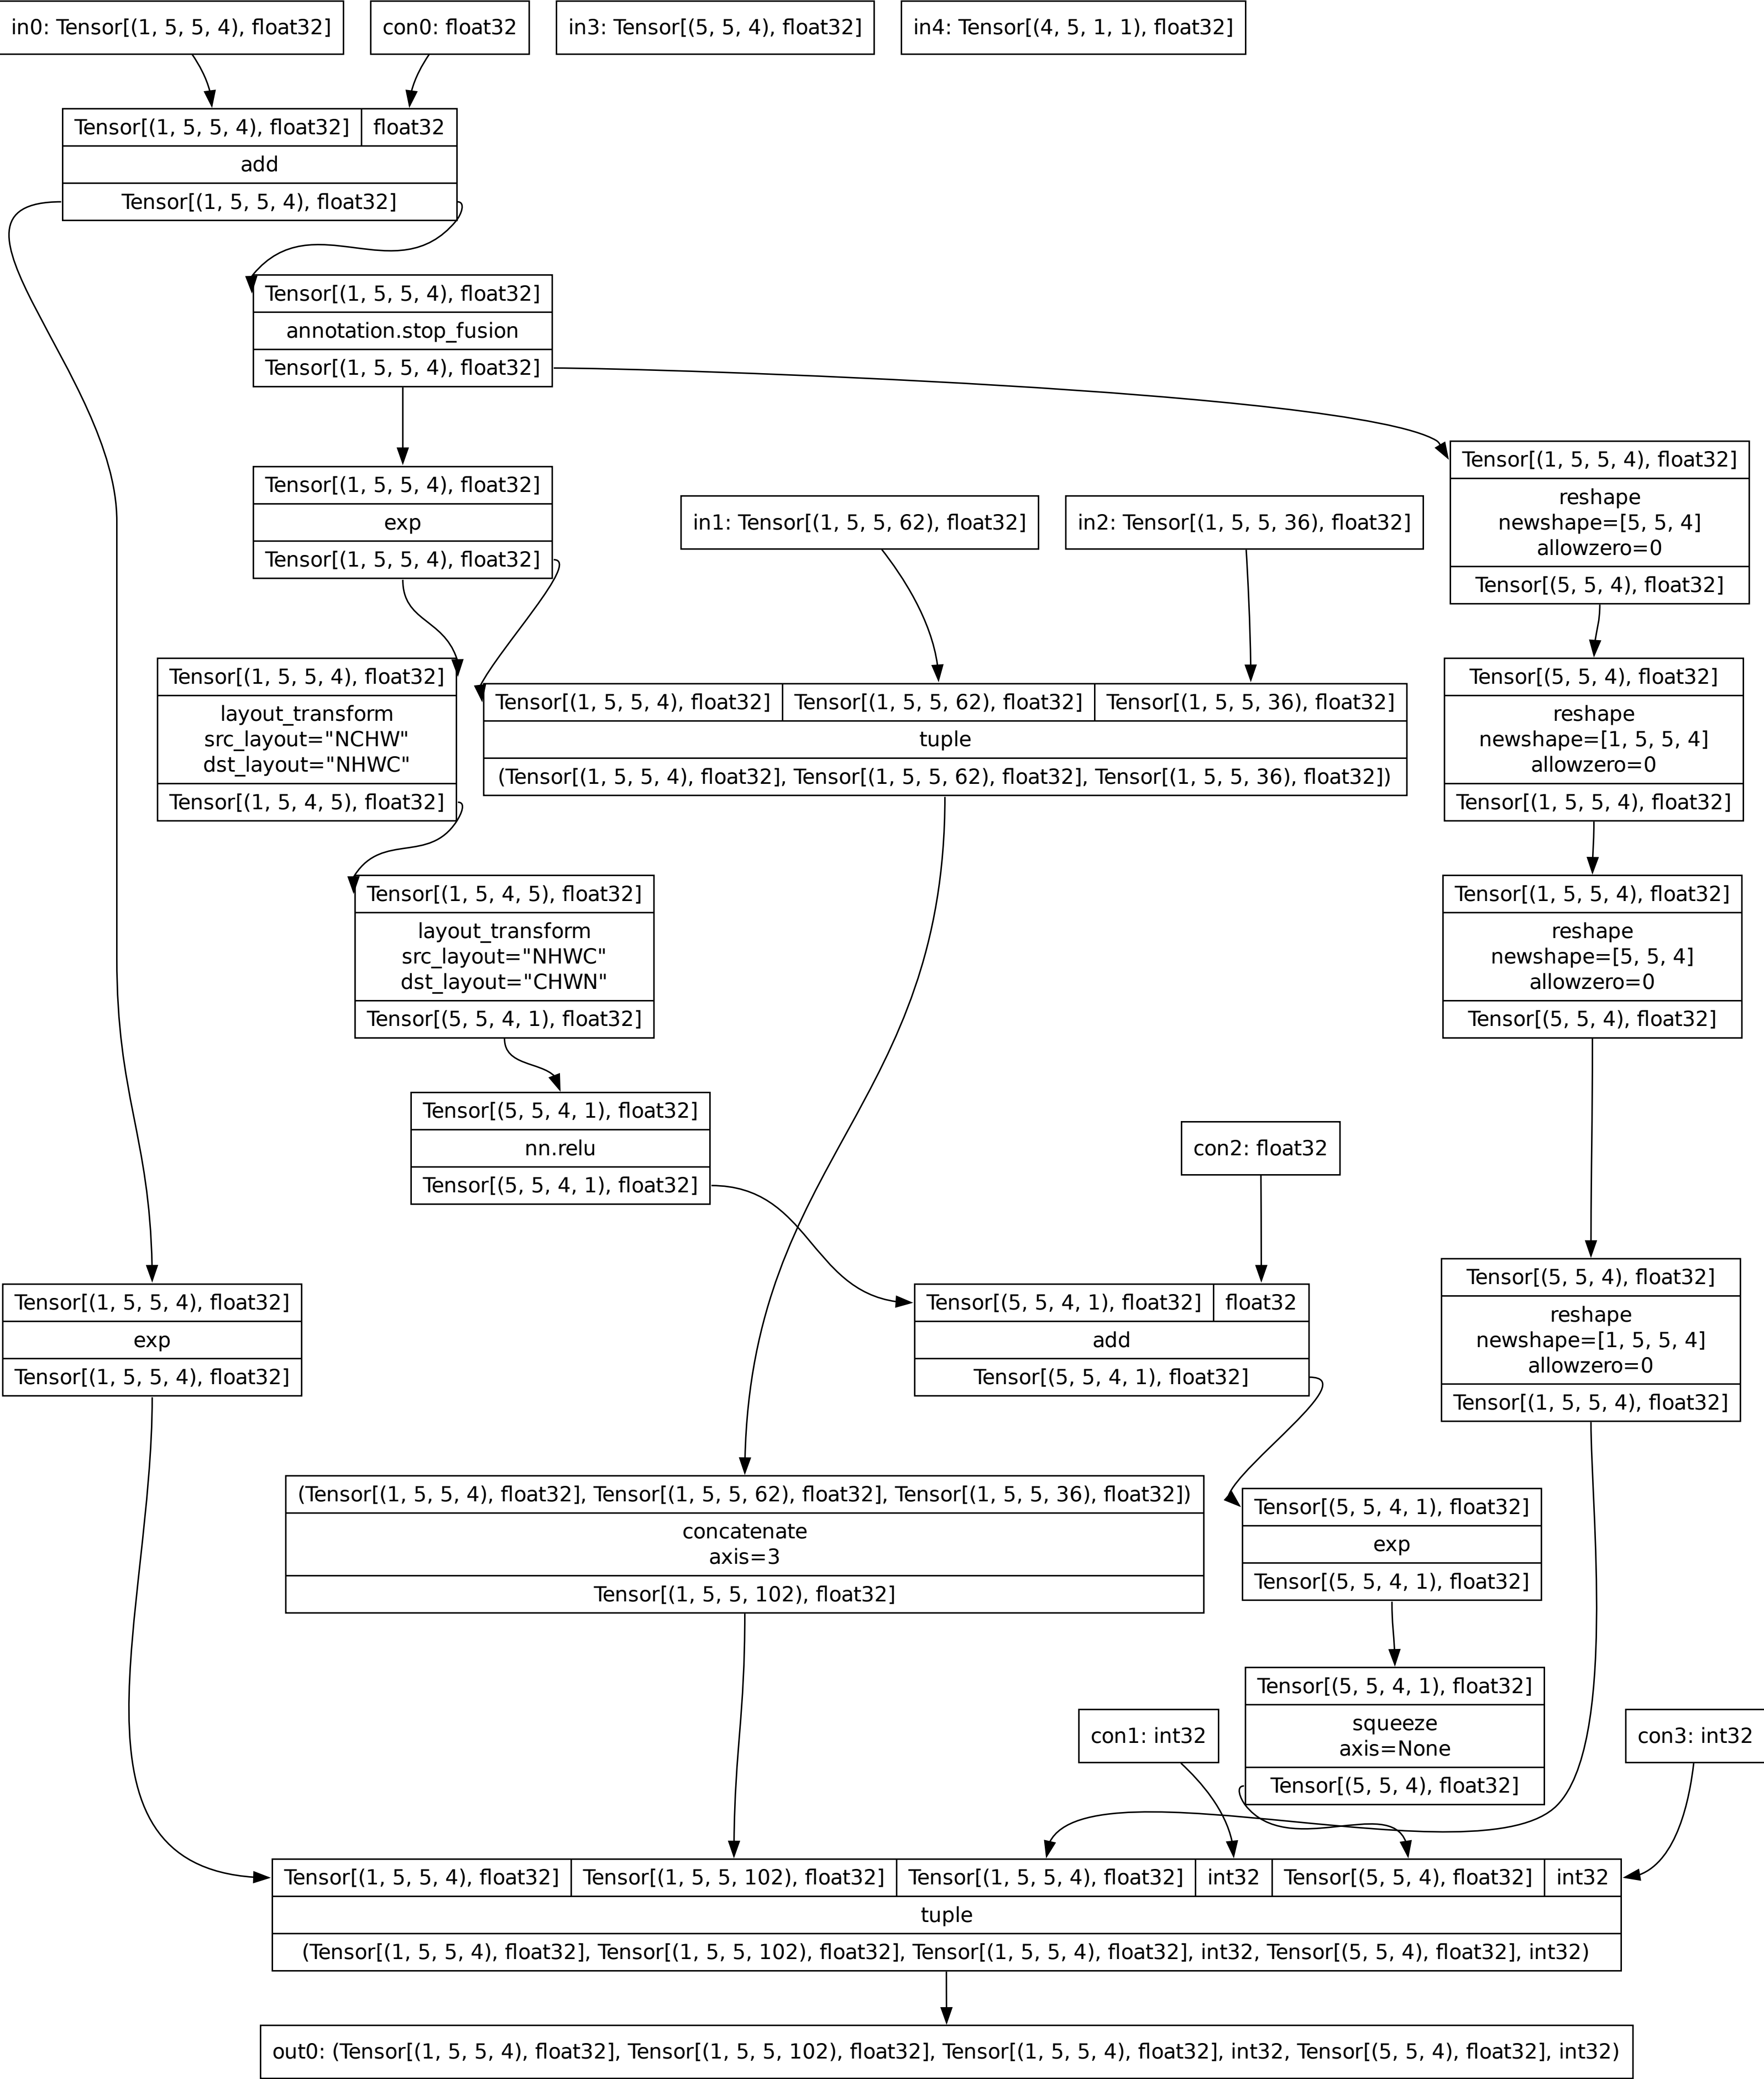 in0: Tensor[(1, 5, 5, 4), float32]
con0: float32
in3: Tensor[(5, 5, 4), float32]
in4: Tensor[(4, 5, 1, 1), float32]
Tensor[(1, 5, 5, 4), float32]
float32
add
Tensor[(1, 5, 5, 4), float32]
Tensor[(1, 5, 5, 4), float32]
annotation.stop_fusion
Tensor[(1, 5, 5, 4), float32]
Tensor[(1, 5, 5, 4), float32]
exp
Tensor[(1, 5, 5, 4), float32]
in1: Tensor[(1, 5, 5, 62), float32]
in2: Tensor[(1, 5, 5, 36), float32]
Tensor[(1, 5, 5, 4), float32]
reshape
newshape=[5, 5, 4]
allowzero=0
Tensor[(5, 5, 4), float32]
Tensor[(1, 5, 5, 4), float32]
layout_transform
src_layout="NCHW"
dst_layout="NHWC"
Tensor[(1, 5, 4, 5), float32]
Tensor[(1, 5, 5, 4), float32]
Tensor[(1, 5, 5, 62), float32]
Tensor[(1, 5, 5, 36), float32]
tuple
(Tensor[(1, 5, 5, 4), float32], Tensor[(1, 5, 5, 62), float32], Tensor[(1, 5, 5, 36), float32])
Tensor[(5, 5, 4), float32]
reshape
newshape=[1, 5, 5, 4]
allowzero=0
Tensor[(1, 5, 5, 4), float32]
Tensor[(1, 5, 4, 5), float32]
layout_transform
src_layout="NHWC"
dst_layout="CHWN"
Tensor[(5, 5, 4, 1), float32]
Tensor[(1, 5, 5, 4), float32]
reshape
newshape=[5, 5, 4]
allowzero=0
Tensor[(5, 5, 4), float32]
Tensor[(5, 5, 4, 1), float32]
nn.relu
Tensor[(5, 5, 4, 1), float32]
con2: float32
Tensor[(1, 5, 5, 4), float32]
exp
Tensor[(1, 5, 5, 4), float32]
Tensor[(5, 5, 4, 1), float32]
float32
add
Tensor[(5, 5, 4, 1), float32]
Tensor[(5, 5, 4), float32]
reshape
newshape=[1, 5, 5, 4]
allowzero=0
Tensor[(1, 5, 5, 4), float32]
(Tensor[(1, 5, 5, 4), float32], Tensor[(1, 5, 5, 62), float32], Tensor[(1, 5, 5, 36), float32])
concatenate
axis=3
Tensor[(1, 5, 5, 102), float32]
Tensor[(5, 5, 4, 1), float32]
exp
Tensor[(5, 5, 4, 1), float32]
Tensor[(5, 5, 4, 1), float32]
squeeze
axis=None
Tensor[(5, 5, 4), float32]
con1: int32
con3: int32
Tensor[(1, 5, 5, 4), float32]
Tensor[(1, 5, 5, 102), float32]
Tensor[(1, 5, 5, 4), float32]
int32
Tensor[(5, 5, 4), float32]
int32
tuple
(Tensor[(1, 5, 5, 4), float32], Tensor[(1, 5, 5, 102), float32], Tensor[(1, 5, 5, 4), float32], int32, Tensor[(5, 5, 4), float32], int32)
out0: (Tensor[(1, 5, 5, 4), float32], Tensor[(1, 5, 5, 102), float32], Tensor[(1, 5, 5, 4), float32], int32, Tensor[(5, 5, 4), float32], int32)